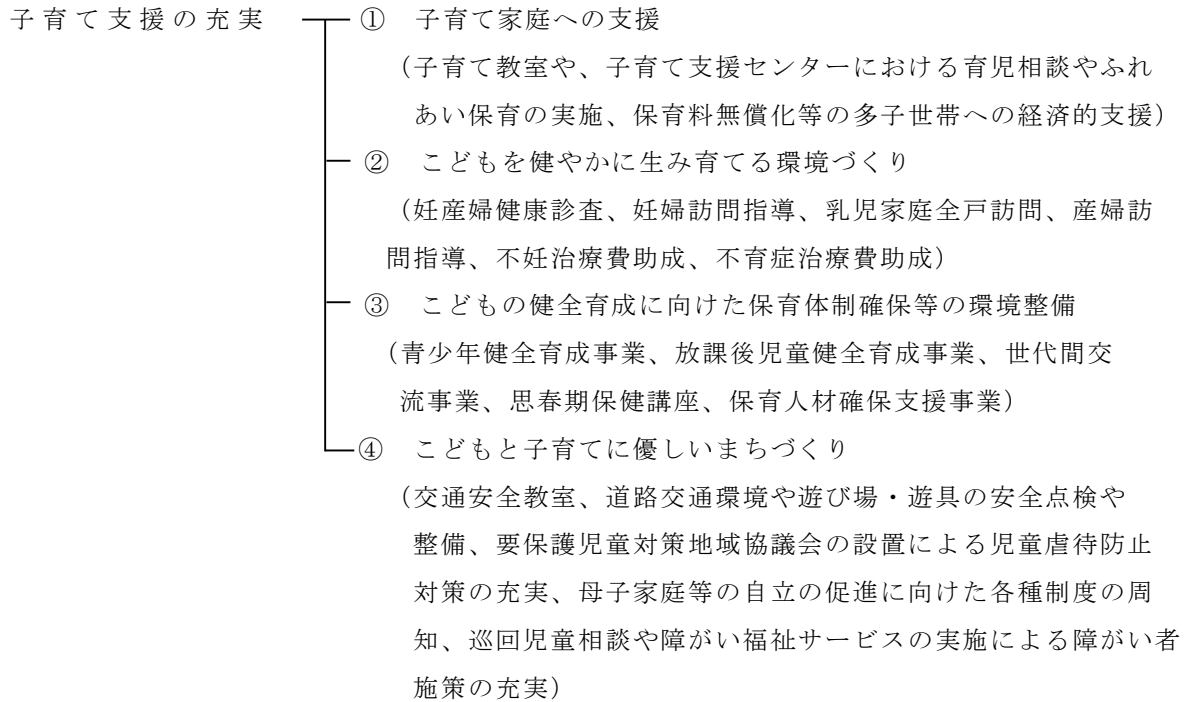 子育て支援の充実 ① 子育て家庭への支援
(子育て教室や、子育て支援センターにおける育児相談やふれ
あい保育の実施、保育料無償化等の多子世帯への経済的支援)
② こどもを健やかに生み育てる環境づくり
(妊産婦健康診査、妊婦訪問指導、乳児家庭全戸訪問、産婦訪
問指導、不妊治療費助成、不育症治療費助成)
③ こどもの健全育成に向けた保育体制確保等の環境整備
(青少年健全育成事業、放課後児童健全育成事業、世代間交
流事業、思春期保健講座、保育人材確保支援事業)
④ こどもと子育てに優しいまちづくり
(交通安全教室、道路交通環境や遊び場・遊具の安全点検や
整備、要保護児童対策地域協議会の設置による児童虐待防止
対策の充実、母子家庭等の自立の促進に向けた各種制度の周
知、巡回児童相談や障がい福祉サービスの実施による障がい者
施策の充実)